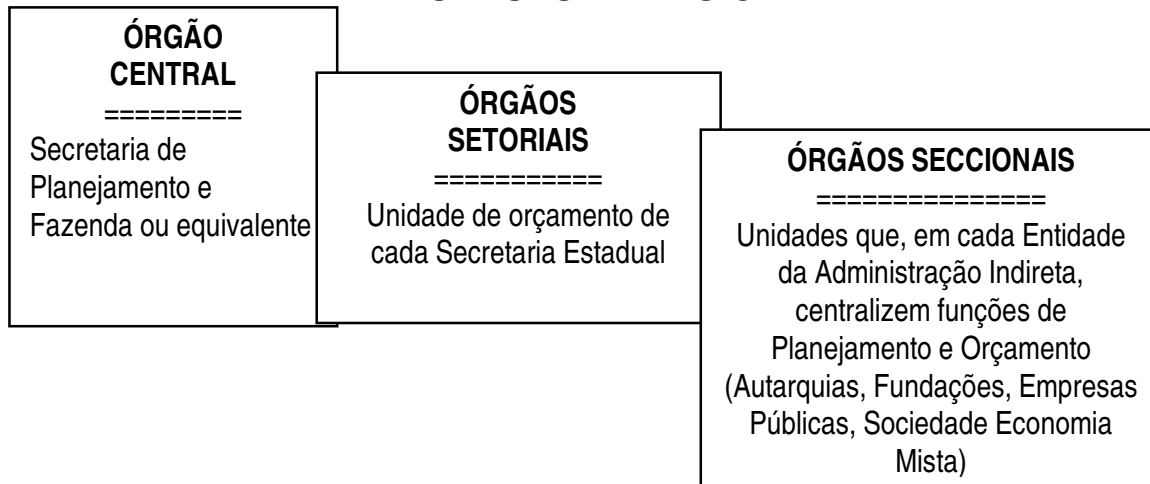 ÓRGÃO
CENTRAL
=========
Secretaria de
Planejamento e
Fazenda ou equivalente
ÓRGÃOS
SETORIAIS
===========
Unidade de orçamento de
cada Secretaria Estadual
ÓRGÃOS SECCIONAIS
===============
Unidades que, em cada Entidade
da Administração Indireta,
centralizem funções de
Planejamento e Orçamento
(Autarquias, Fundações, Empresas
Públicas, Sociedade Economia
Mista)